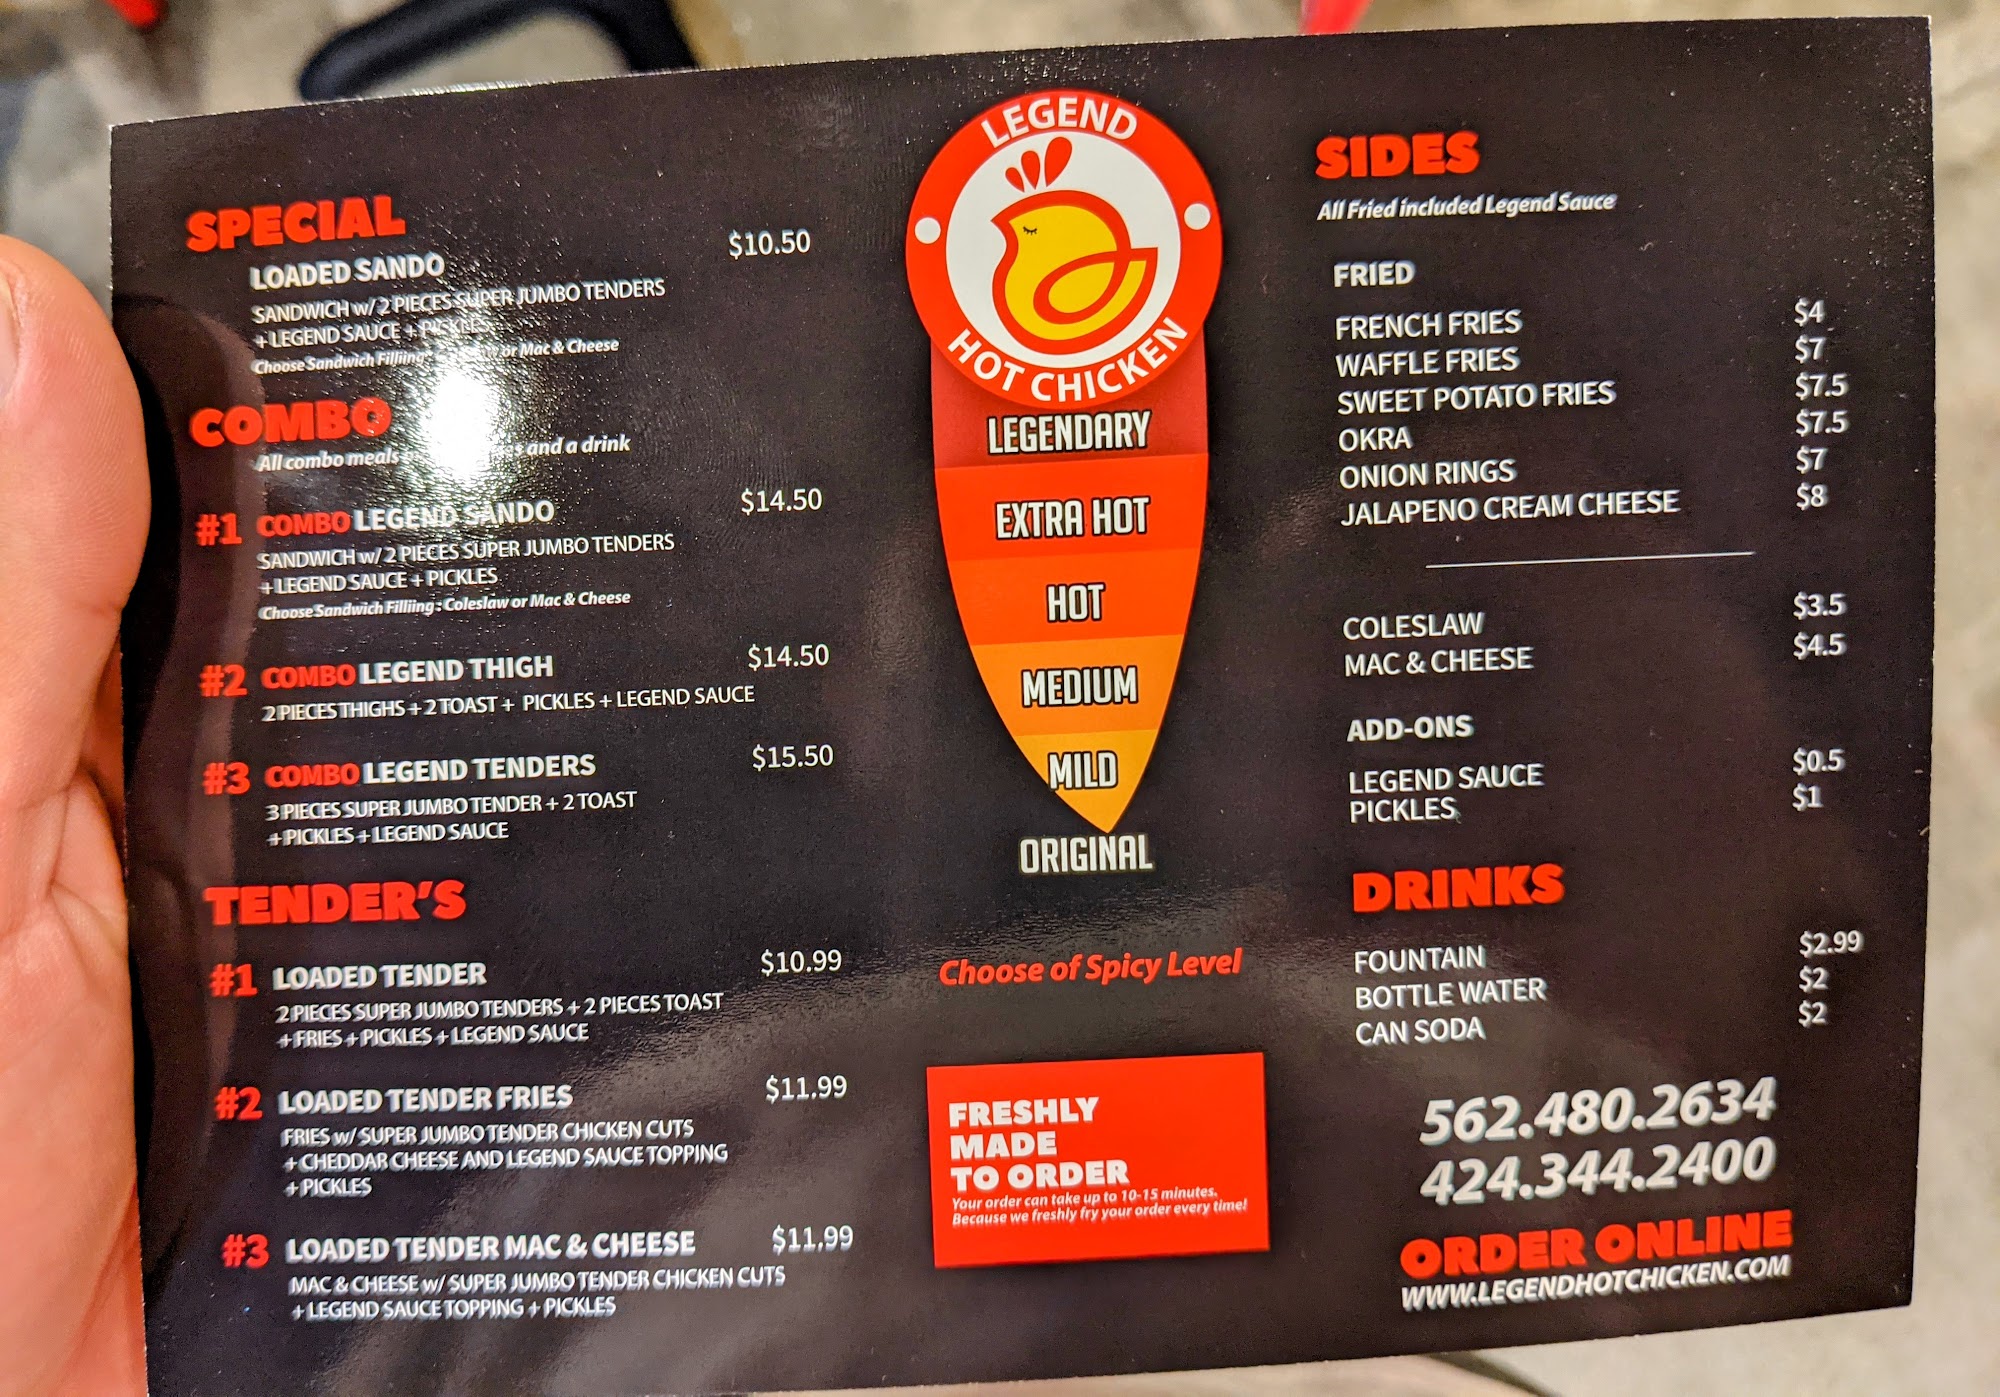 SPECIAL
LOADED SANDO $10.50
SANDWICH w/ 2 PIECES SUPER JUMBO TENDERS
+ LEGEND SAUCE + PICKLES
Choose Sandwich Filliing or Mac & Cheese
COMBO
All combo meals and a drink
#1 COMBO LEGEND SANDO $14.50
SANDWICH w/ 2 PIECES SUPER JUMBO TENDERS
+ LEGEND SAUCE + PICKLES
Choose Sandwich Filliing : Coleslaw or Mac & Cheese
#2 COMBO LEGEND THIGH $14.50
2 PIECES THIGHS + 2 TOAST + PICKLES + LEGEND SAUCE
#3 COMBO LEGEND TENDERS $15.50
3 PIECES SUPER JUMBO TENDER + 2 TOAST
+ PICKLES + LEGEND SAUCE
TENDER'S
#1 LOADED TENDER $10.99
2 PIECES SUPER JUMBO TENDERS + 2 PIECES TOAST
+ FRIES + PICKLES + LEGEND SAUCE
#2 LOADED TENDER FRIES $11.99
FRIES w/ SUPER JUMBO TENDER CHICKEN CUTS
+ CHEDDAR CHEESE AND LEGEND SAUCE TOPPING
+ PICKLES
#3 LOADED TENDER MAC & CHEESE $11.99
MAC & CHEESE w/ SUPER JUMBO TENDER CHICKEN CUTS
+ LEGEND SAUCE TOPPING + PICKLES
LEGEND
HOT CHICKEN
LEGENDARY
EXTRA HOT
HOT
MEDIUM
MILD
ORIGINAL
Choose of Spicy Level
FRESHLY
MADE
TO ORDER
Your order can take up to 10-15 minutes.
Because we freshly fry your order every time!
SIDES
All Fried included Legend Sauce
FRIED
FRENCH FRIES $4
WAFFLE FRIES $7
SWEET POTATO FRIES $7.5
OKRA $7.5
ONION RINGS $7
JALAPENO CREAM CHEESE $8
COLESLAW $3.5
MAC & CHEESE $4.5
ADD-ONS
LEGEND SAUCE $0.5
PICKLES $1
DRINKS
FOUNTAIN $2.99
BOTTLE WATER $2
CAN SODA $2
562.480.2634
424.344.2400
ORDER ONLINE
WWW.LEGENDHOTCHICKEN.COM